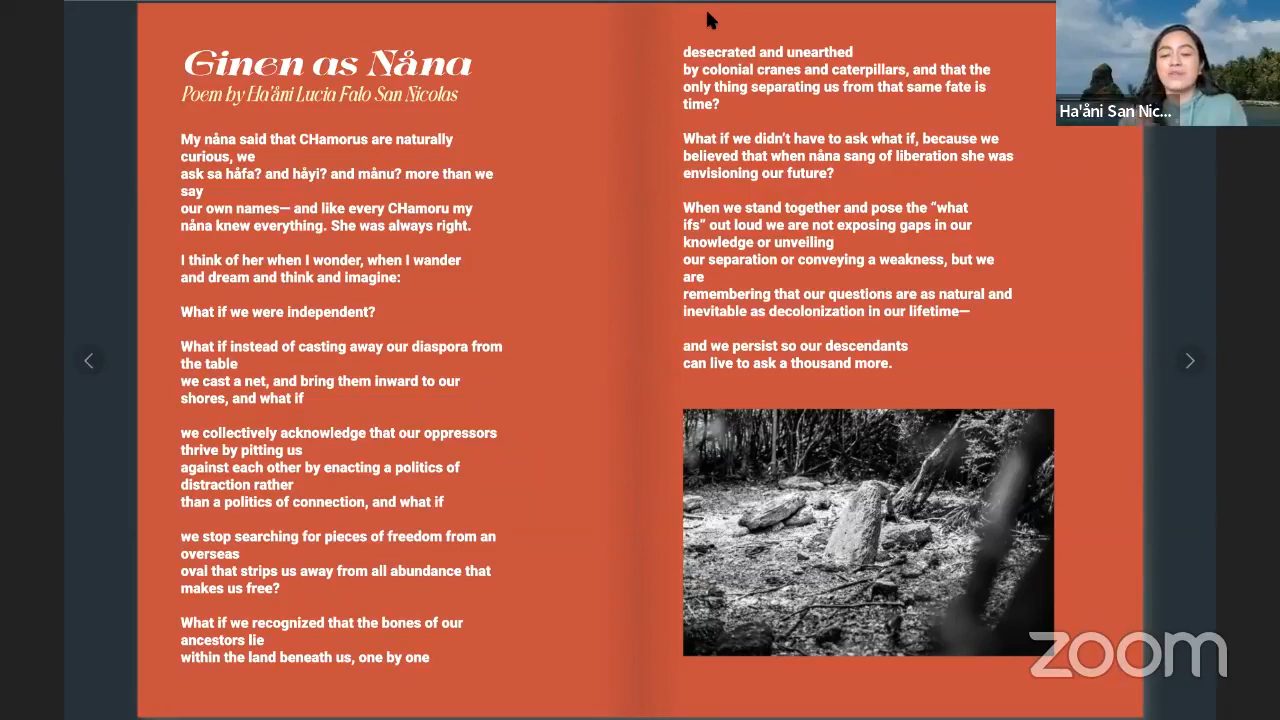 Ginen as Nåna
Poem by Ha'åni Lucia Falo San Nicolas
My nåna said that CHamorus are naturally
curious, we
ask sa håfa? and håyi? and månu? more than we
say
our own names— and like every CHamoru my
nåna knew everything. She was always right.
I think of her when I wonder, when I wander
and dream and think and imagine:
What if we were independent?
What if instead of casting away our diaspora from
the table
we cast a net, and bring them inward to our
shores, and what if
we collectively acknowledge that our oppressors
thrive by pitting us
against each other by enacting a politics of
distraction rather
than a politics of connection, and what if
we stop searching for pieces of freedom from an
overseas
oval that strips us away from all abundance that
makes us free?
What if we recognized that the bones of our
ancestors lie
within the land beneath us, one by one
desecrated and unearthed
by colonial cranes and caterpillars, and that the
only thing separating us from that same fate is
time?
What if we didn’t have to ask what if, because we
believed that when nåna sang of liberation she was
envisioning our future?
When we stand together and pose the “what
ifs” out loud we are not exposing gaps in our
knowledge or unveiling
our separation or conveying a weakness, but we
are
remembering that our questions are as natural and
inevitable as decolonization in our lifetime—
and we persist so our descendants
can live to ask a thousand more.
Ha'åni San Nic...
zoom